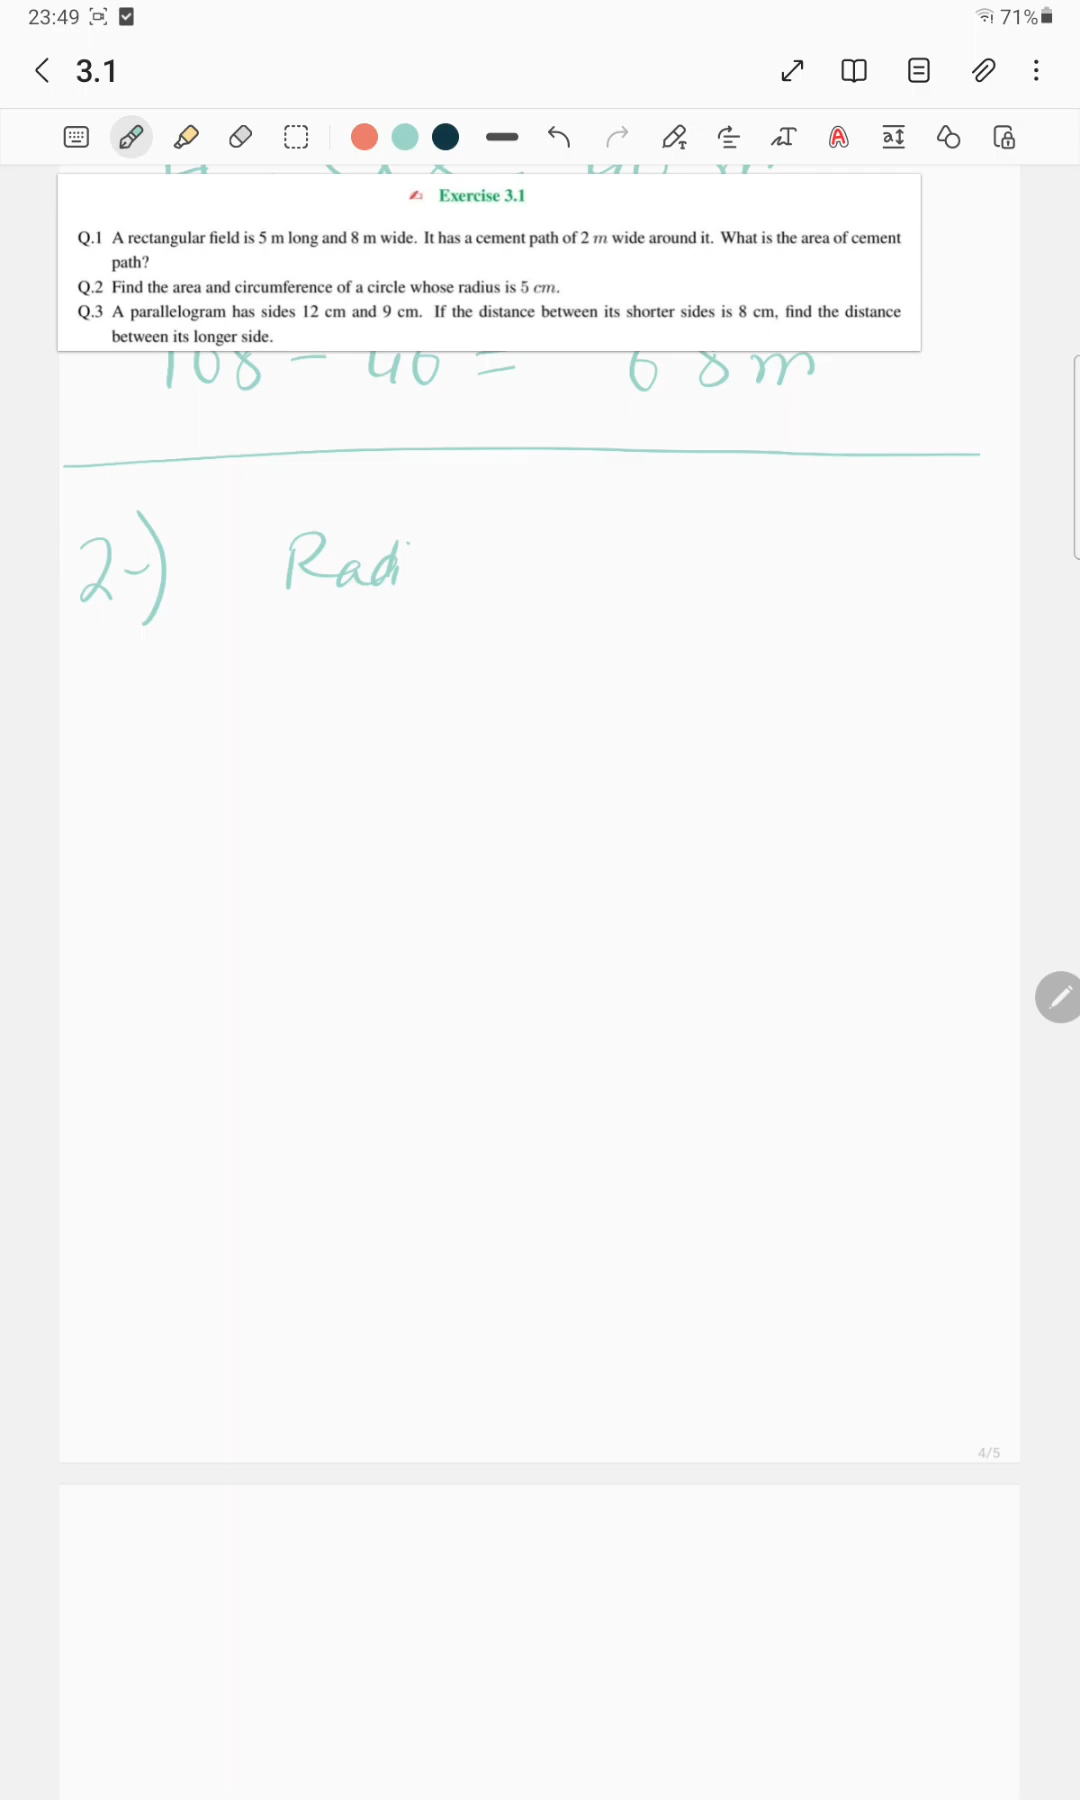 23:49
71%
3.1
Exercise 3.1
Q.1 A rectangular field is 5 m long and 8 m wide. It has a cement path of 2 m wide around it. What is the area of cement
path?
Q.2 Find the area and circumference of a circle whose radius is 5 cm.
Q.3 A parallelogram has sides 12 cm and 9 cm. If the distance between its shorter sides is 8 cm, find the distance
between its longer side.
108 - 40 = 68m
2-) Radi
4/5